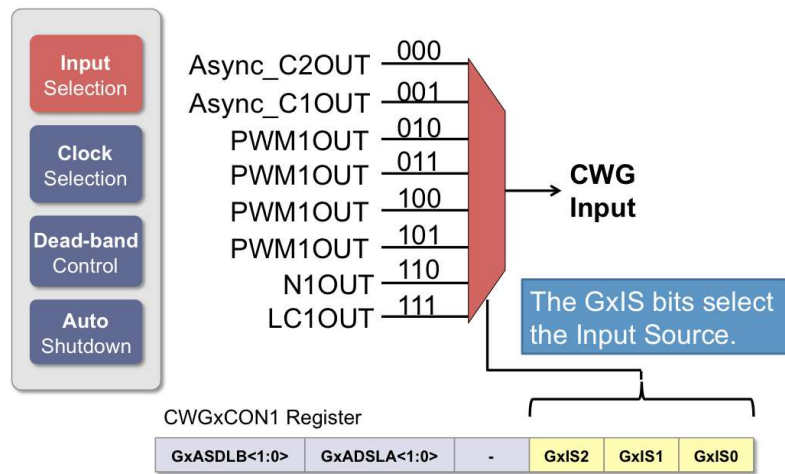 Input
Selection
Clock
Selection
Dead-band
Control
Auto
Shutdown
Async_C2OUT 000
Async_C1OUT 001
PWM1OUT 010
PWM1OUT 011
PWM1OUT 100
PWM1OUT 101
N1OUT 110
LC1OUT 111
CWG
Input
The GxIS bits select
the Input Source.
CWGxCON1 Register
GxASDLB<1:0> GxADSLA<1:0> - GxIS2 GxIS1 GxIS0